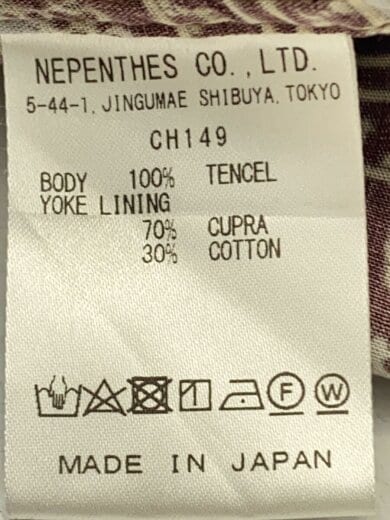 NEPENTHES CO., LTD.
5-44-1, JINGUMAE SHIBUYA, TOKYO
CH149
BODY 100% TENCEL
YOKE LINING
70% CUPRA
30% COTTON
F W
MADE IN JAPAN